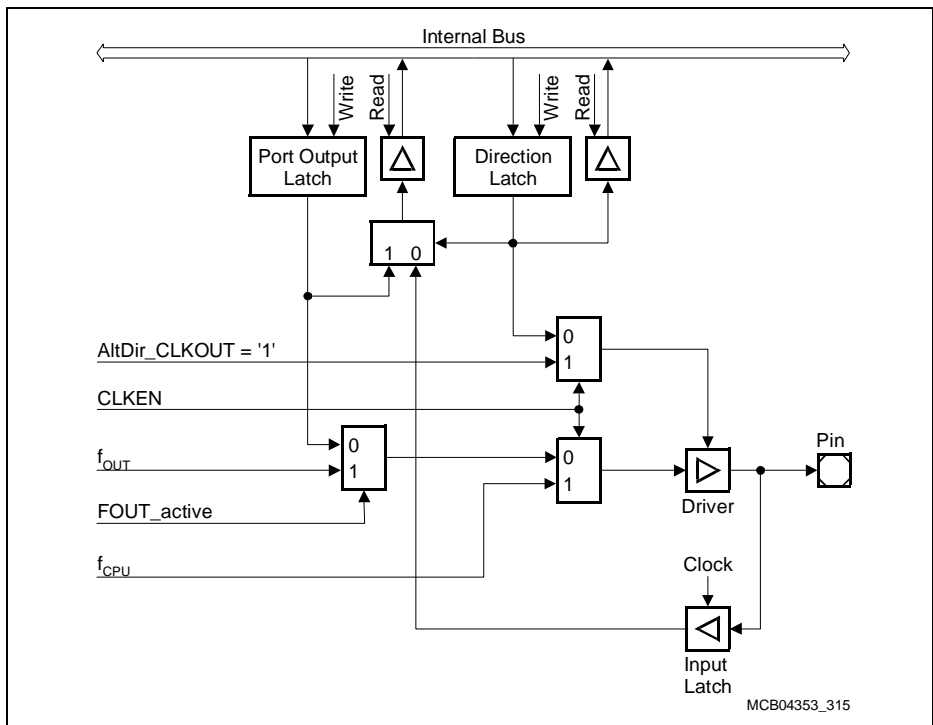 Internal Bus
Write
Read
Write
Read
Port Output
Latch
Direction
Latch
1 0
AltDir_CLKOUT = '1'
0
1
CLKEN
f_OUT
0
1
0
1
Pin
Driver
FOUT_active
f_CPU
Clock
Input
Latch
MCB04353_315